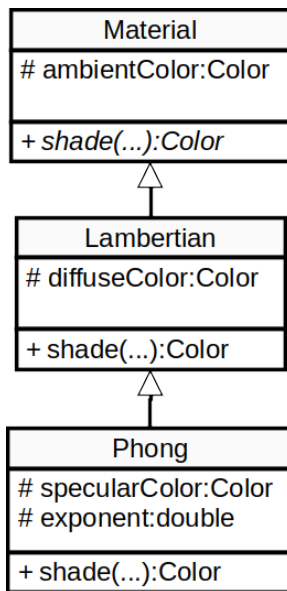 Material
# ambientColor:Color
+ shade(...):Color
Lambertian
# diffuseColor:Color
+ shade(...):Color
Phong
# specularColor:Color
# exponent:double
+ shade(...):Color